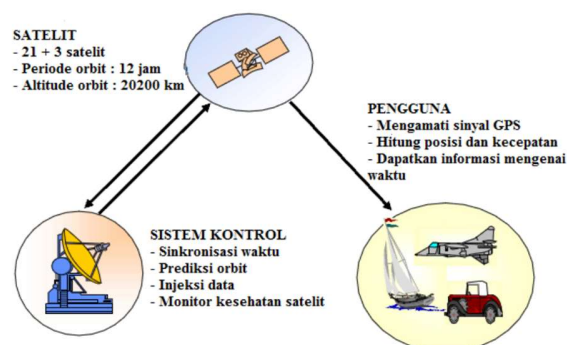 SATELIT
- 21 + 3 satelit
- Periode orbit : 12 jam
- Altitude orbit : 20200 km
PENGGUNA
- Mengamati sinyal GPS
- Hitung posisi dan kecepatan
- Dapatkan informasi mengenai
waktu
SISTEM KONTROL
- Sinkronisasi waktu
- Prediksi orbit
- Injeksi data
- Monitor kesehatan satelit